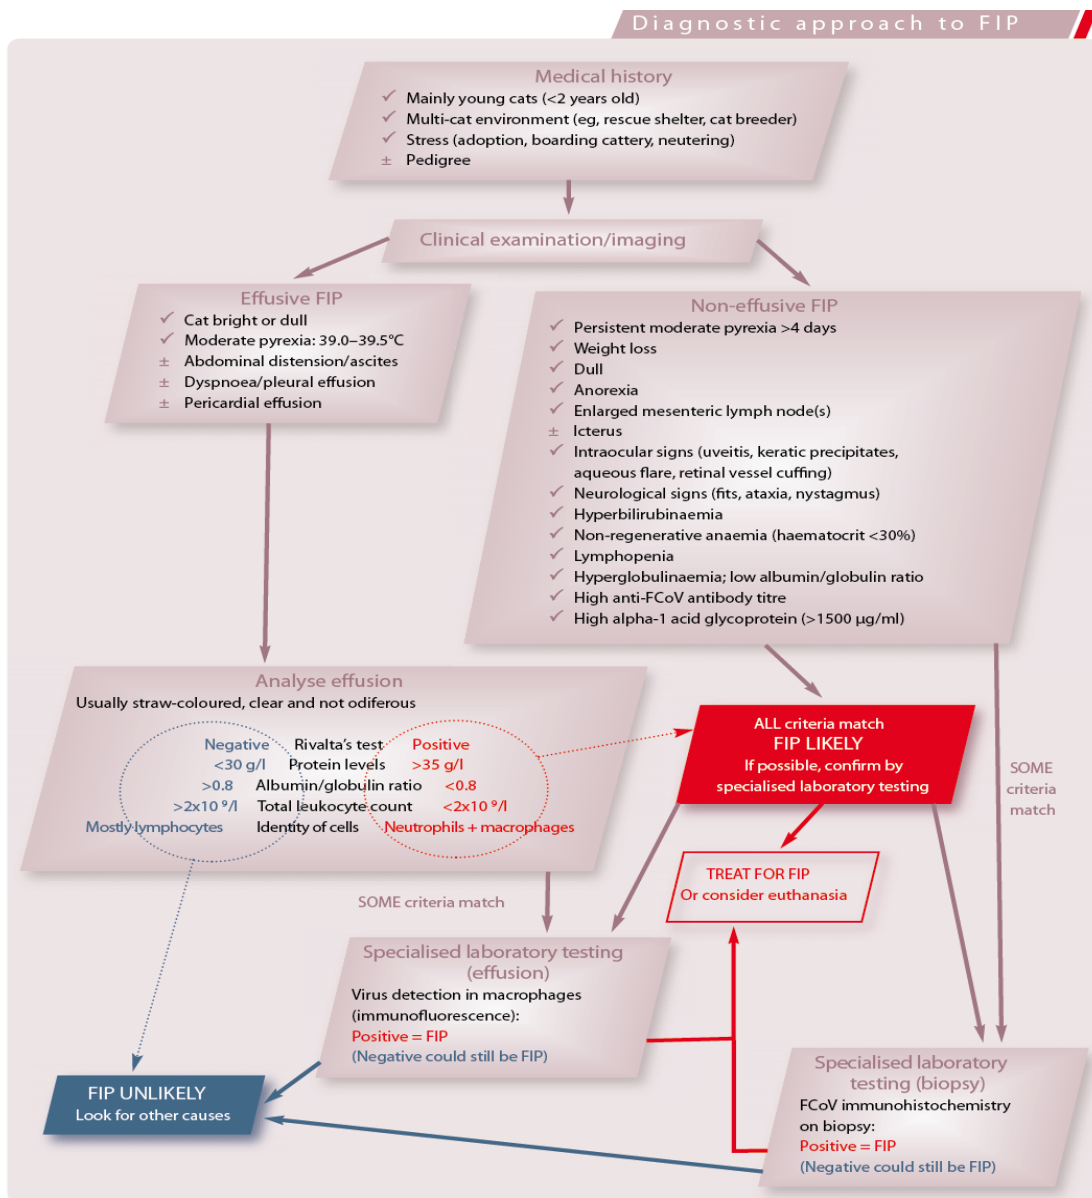 Diagnostic approach to FIP
Medical history
✓ Mainly young cats (<2 years old)
✓ Multi-cat environment (eg, rescue shelter, cat breeder)
✓ Stress (adoption, boarding cattery, neutering)
± Pedigree
Clinical examination/imaging
Effusive FIP
✓ Cat bright or dull
✓ Moderate pyrexia: 39.0–39.5°C
± Abdominal distension/ascites
± Dyspnoea/pleural effusion
± Pericardial effusion
Non-effusive FIP
✓ Persistent moderate pyrexia >4 days
✓ Weight loss
✓ Dull
✓ Anorexia
✓ Enlarged mesenteric lymph node(s)
± Icterus
✓ Intraocular signs (uveitis, keratic precipitates,
aqueous flare, retinal vessel cuffing)
✓ Neurological signs (fits, ataxia, nystagmus)
✓ Hyperbilirubinaemia
✓ Non-regenerative anaemia (haematocrit <30%)
✓ Lymphopenia
✓ Hyperglobulinaemia; low albumin/globulin ratio
✓ High anti-FCoV antibody titre
✓ High alpha-1 acid glycoprotein (>1500 µg/ml)
Analyse effusion
Usually straw-coloured, clear and not odiferous
Negative Rivalta's test Positive
<30 g/l Protein levels >35 g/l
>0.8 Albumin/globulin ratio <0.8
>2x10 9/l Total leukocyte count <2x10 9/l
Mostly lymphocytes Identity of cells Neutrophils + macrophages
ALL criteria match
FIP LIKELY
If possible, confirm by
specialised laboratory testing
SOME
criteria
match
TREAT FOR FIP
Or consider euthanasia
SOME criteria match
Specialised laboratory testing
(effusion)
Virus detection in macrophages
(immunofluorescence):
Positive = FIP
(Negative could still be FIP)
FIP UNLIKELY
Look for other causes
Specialised laboratory
testing (biopsy)
FCoV immunohistochemistry
on biopsy:
Positive = FIP
(Negative could still be FIP)